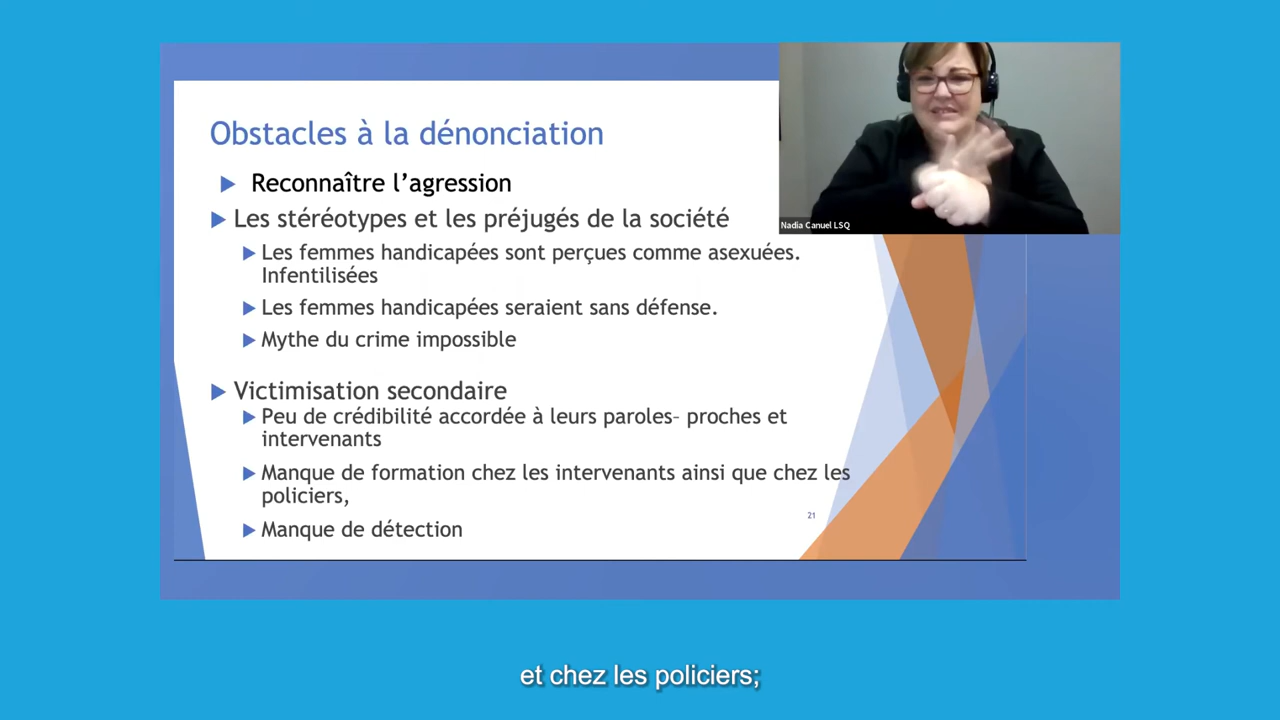 Obstacles à la dénonciation
Reconnaître l’agression
Les stéréotypes et les préjugés de la société
Les femmes handicapées sont perçues comme asexuées.
Infentilisées
Les femmes handicapées seraient sans défense.
Mythe du crime impossible
Victimisation secondaire
Peu de crédibilité accordée à leurs paroles– proches et
intervenants
Manque de formation chez les intervenants ainsi que chez les
policiers,
Manque de détection
21
Nadia Canuel LSQ
et chez les policiers;